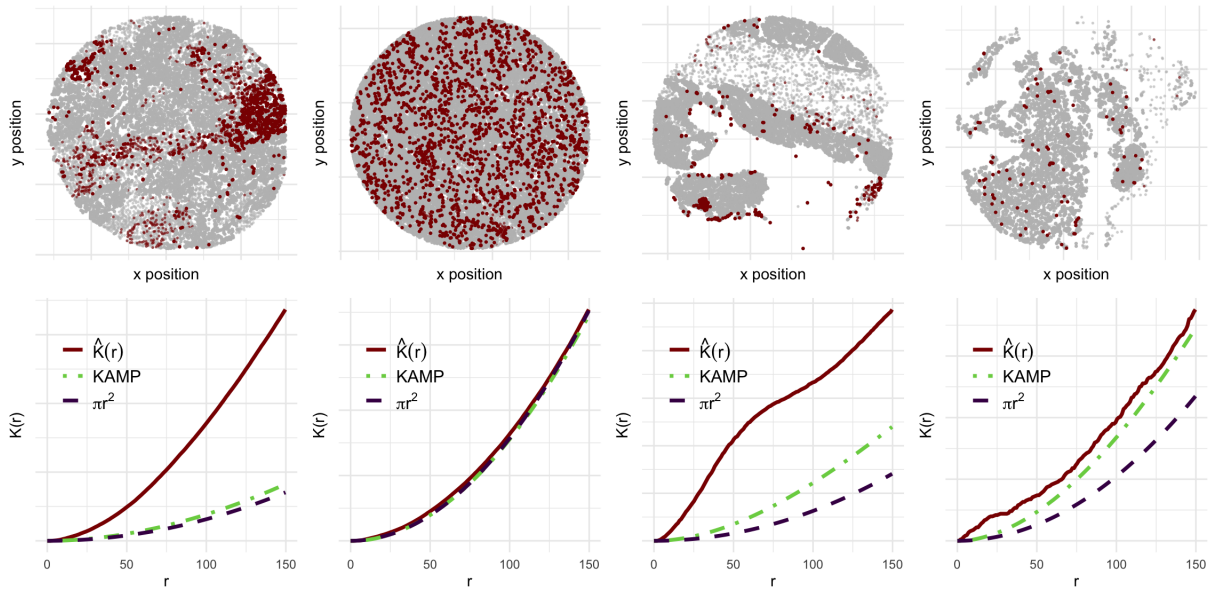 y position
x position
y position
x position
y position
x position
y position
x position
K(r)
K̂(r)
KAMP
πr²
0 50 100 150
r
K(r)
K̂(r)
KAMP
πr²
0 50 100 150
r
K(r)
K̂(r)
KAMP
πr²
0 50 100 150
r
K(r)
K̂(r)
KAMP
πr²
0 50 100 150
r